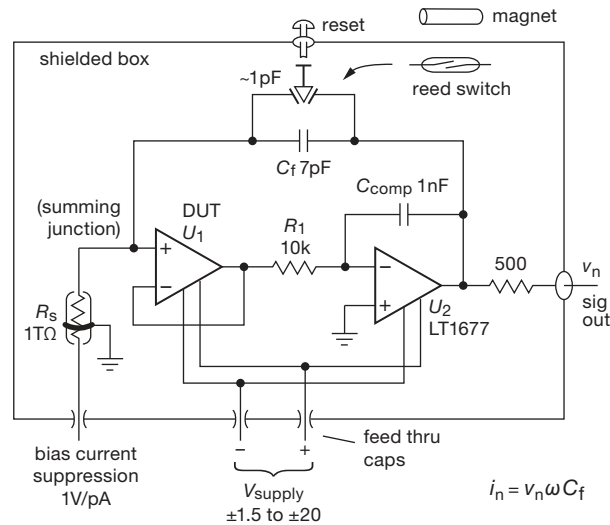 reset
magnet
shielded box
~1pF
reed switch
Cf 7pF
Ccomp 1nF
(summing
junction)
DUT
U1
R1
10k
+
−
−
+
500
vn
sig
out
U2
LT1677
Rs
1TΩ
bias current
suppression
1V/pA
−
+
feed thru
caps
Vsupply
±1.5 to ±20
in = vnωCf